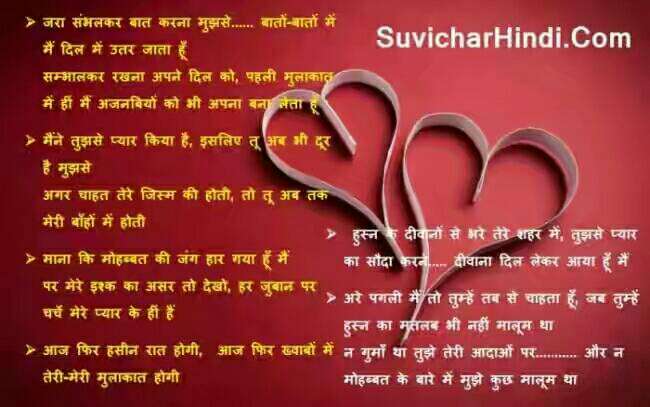 SuvicharHindi.Com
➢ जरा संभलकर बात करना मुझसे...... बातों-बातों में
मैं दिल में उतर जाता हूँ
सम्भालकर रखना अपने दिल को, पहली मुलाकात
में हीं मैं अजनबियों को भी अपना बना लेता हूँ
➢ मैंने तुझसे प्यार किया है, इसलिए तू अब भी दूर
है मुझसे
अगर चाहत तेरे जिस्म की होती, तो तू अब तक
मेरी बाँहों में होती
➢ माना कि मोहब्बत की जंग हार गया हूँ मैं
पर मेरे इश्क का असर तो देखो, हर जुबान पर
चर्चे मेरे प्यार के हीं हैं
➢ आज फिर हसीन रात होगी, आज फिर ख्वाबों में
तेरी-मेरी मुलाकात होगी
➢ हुस्न के दीवानों से भरे तेरे शहर में, तुझसे प्यार
का सौदा करने..... दीवाना दिल लेकर आया हूँ मैं
➢ अरे पगली मैं तो तुम्हें तब से चाहता हूँ, जब तुम्हें
हुस्न का मतलब भी नहीं मालूम था
न गुमाँ था तुझे तेरी आदाओं पर........... और न
मोहब्बत के बारे में मुझे कुछ मालूम था